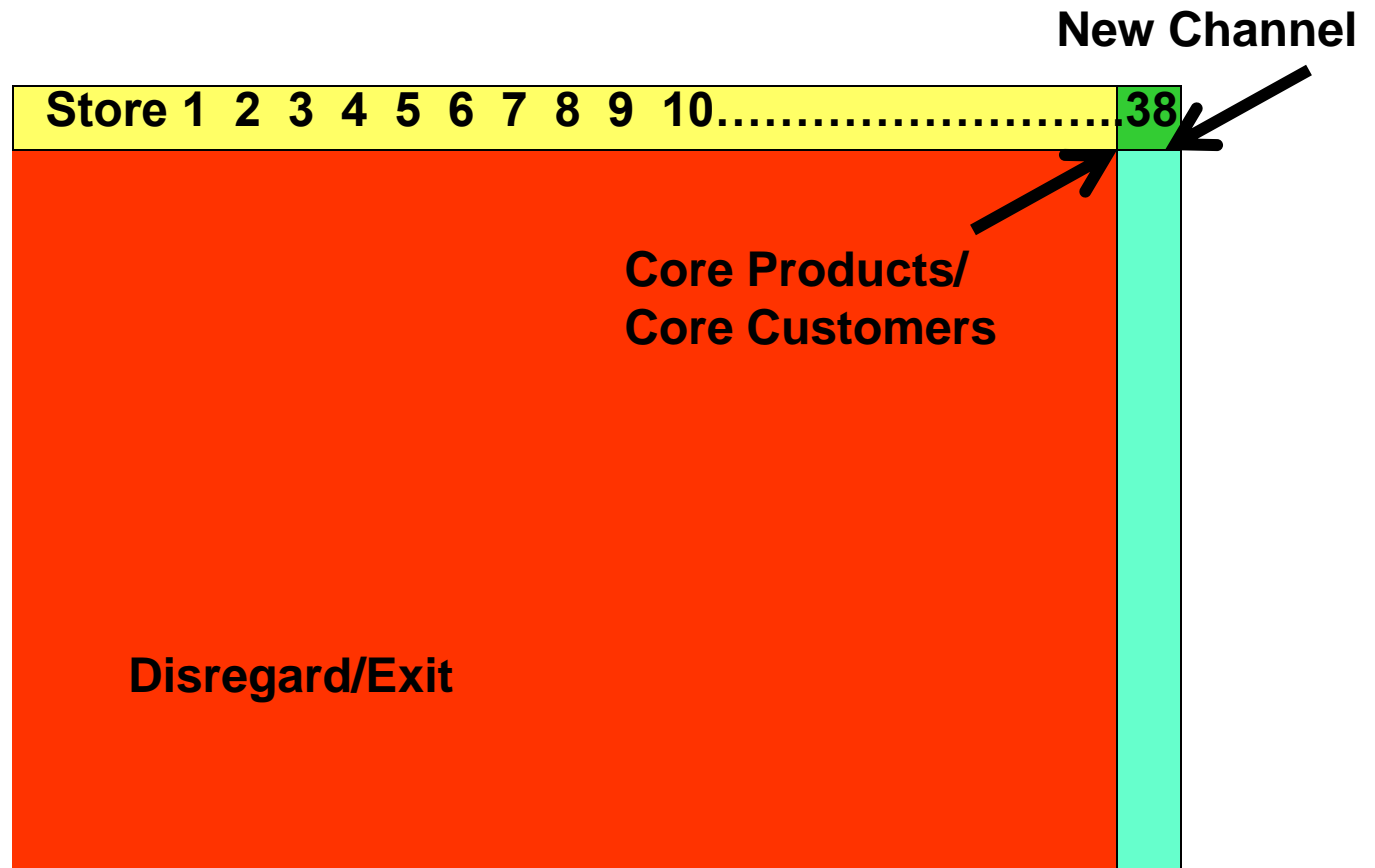 New Channel
Store 1 2 3 4 5 6 7 8 9 10………………………..38
Core Products/
Core Customers
Disregard/Exit